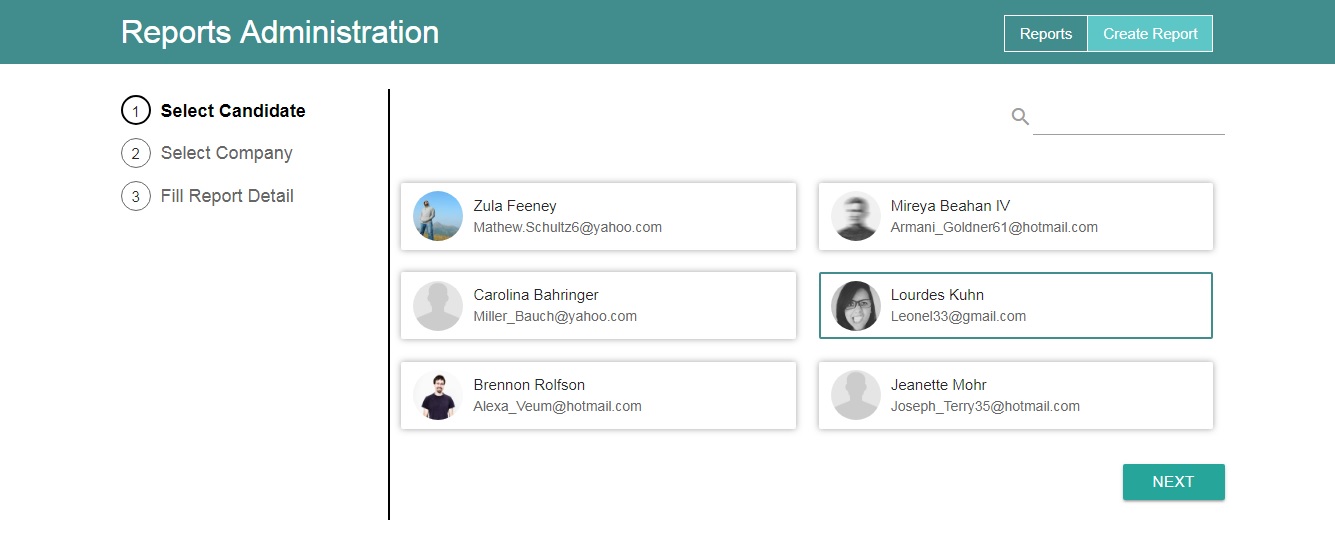 Reports Administration
Reports
Create Report
1 Select Candidate
2 Select Company
3 Fill Report Detail
Zula Feeney
Mathew.Schultz6@yahoo.com
Mireya Beahan IV
Armani_Goldner61@hotmail.com
Carolina Bahringer
Miller_Bauch@yahoo.com
Lourdes Kuhn
Leonel33@gmail.com
Brennon Rolfson
Alexa_Veum@hotmail.com
Jeanette Mohr
Joseph_Terry35@hotmail.com
NEXT